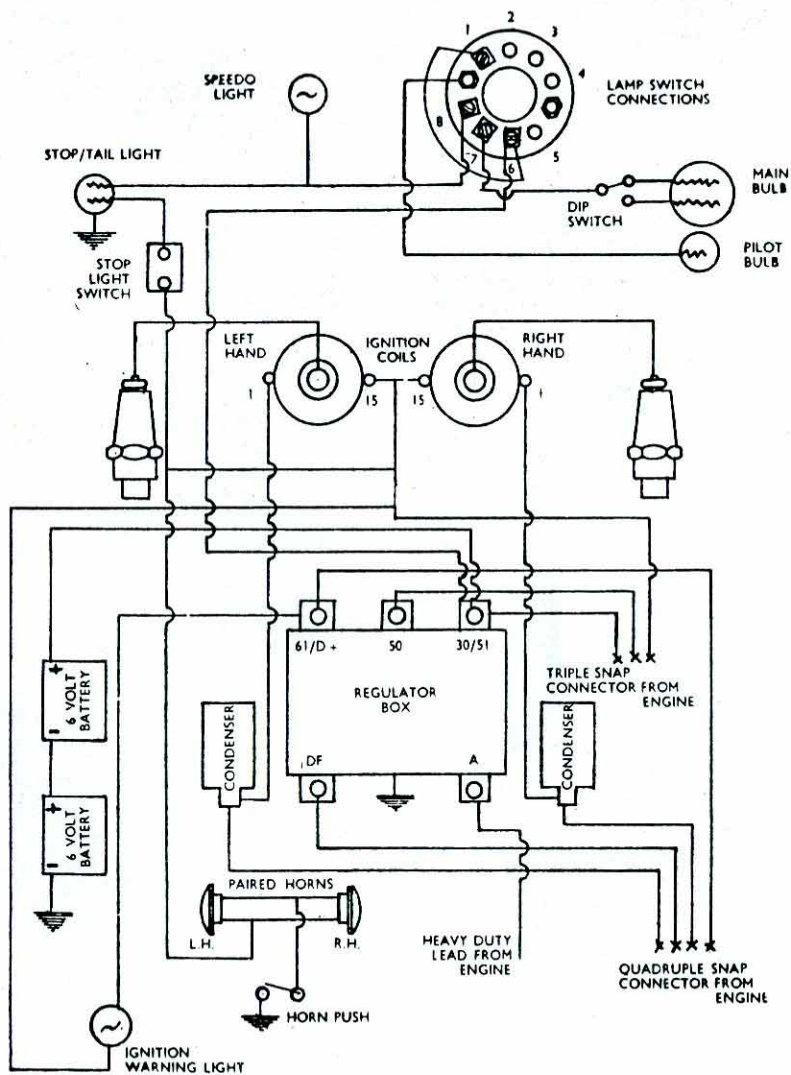 1
2
3
4
5
6
7
8
SPEEDO
LIGHT
LAMP SWITCH
CONNECTIONS
STOP/TAIL LIGHT
DIP
SWITCH
MAIN
BULB
PILOT
BULB
STOP
LIGHT
SWITCH
LEFT
HAND
IGNITION
COILS
RIGHT
HAND
1
15
15
1
61/D +
50
30/51
REGULATOR
BOX
DF
A
TRIPLE SNAP
CONNECTOR FROM
ENGINE
+
6 VOLT
BATTERY
-
+
6 VOLT
BATTERY
-
CONDENSER
CONDENSER
PAIRED HORNS
L.H.
R.H.
HORN PUSH
HEAVY DUTY
LEAD FROM
ENGINE
QUADRUPLE SNAP
CONNECTOR FROM
ENGINE
IGNITION
WARNING LIGHT